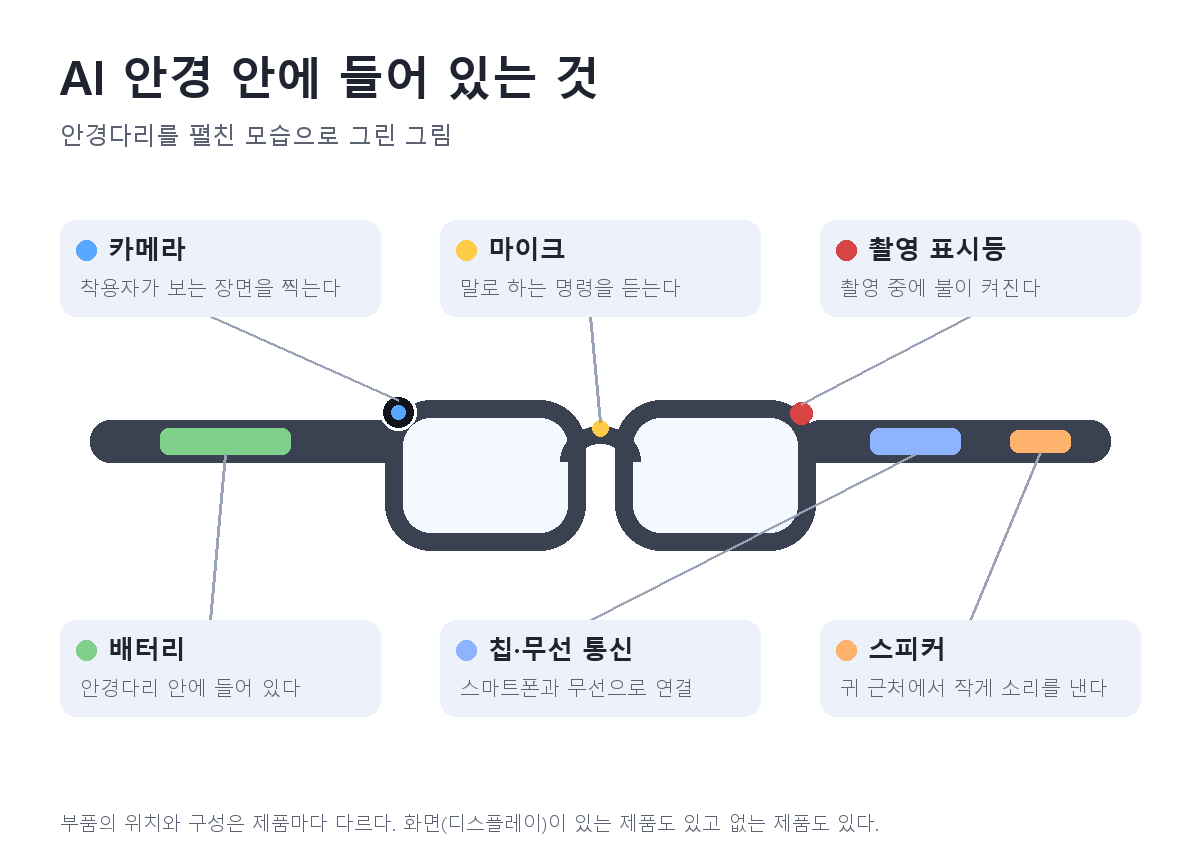 AI 안경 안에 들어 있는 것
안경다리를 펼친 모습으로 그린 그림
카메라
착용자가 보는 장면을 찍는다
마이크
말로 하는 명령을 듣는다
촬영 표시등
촬영 중에 불이 켜진다
배터리
안경다리 안에 들어 있다
칩·무선 통신
스마트폰과 무선으로 연결
스피커
귀 근처에서 작게 소리를 낸다
부품의 위치와 구성은 제품마다 다르다. 화면(디스플레이)이 있는 제품도 있고 없는 제품도 있다.